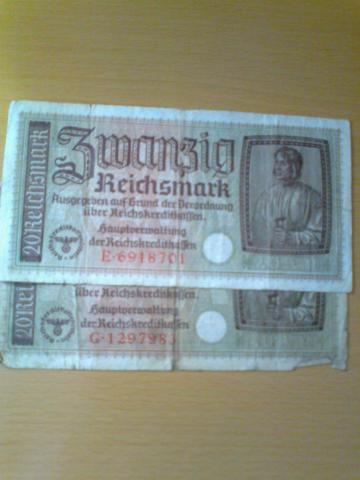 20 Reichsmark
Zwanzig
Reichsmark
Ausgegeben auf Grund der Verordnung
über Reichskreditkassen.
Hauptverwaltung
der Reichskreditkassen
E·6918701
20 Rei
über Reichskreditkassen.
Hauptverwaltung
der Reichskreditkassen
G·1297983